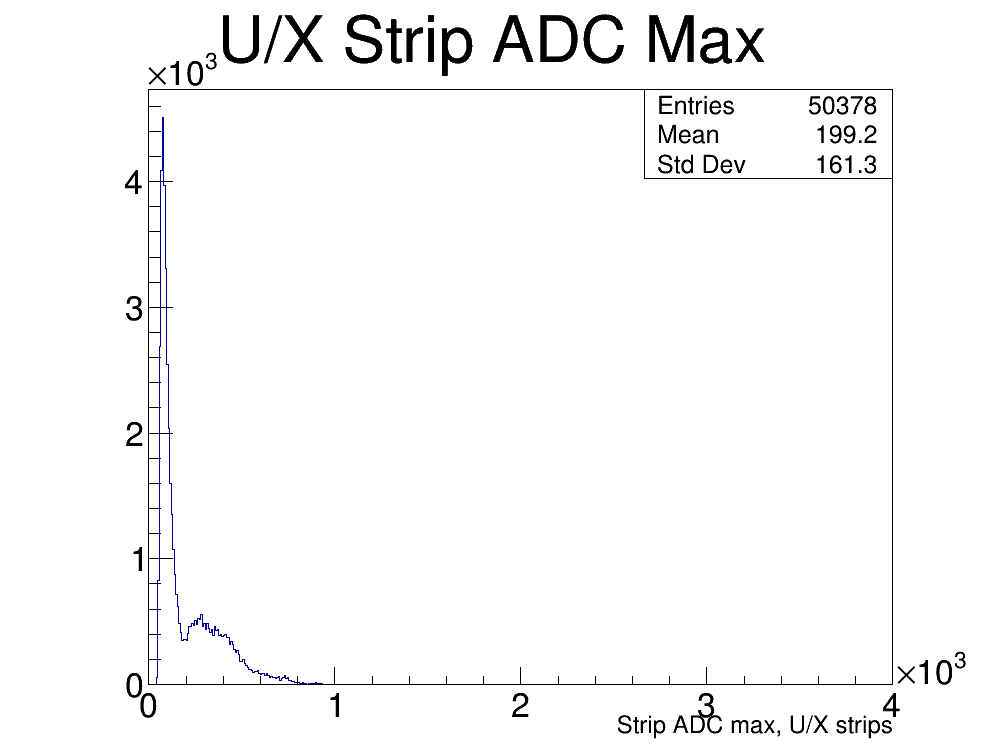 U/X Strip ADC Max
×10³
Entries 50378
Mean 199.2
Std Dev 161.3
4
3
2
1
0
0 1 2 3 4
×10³
Strip ADC max, U/X strips